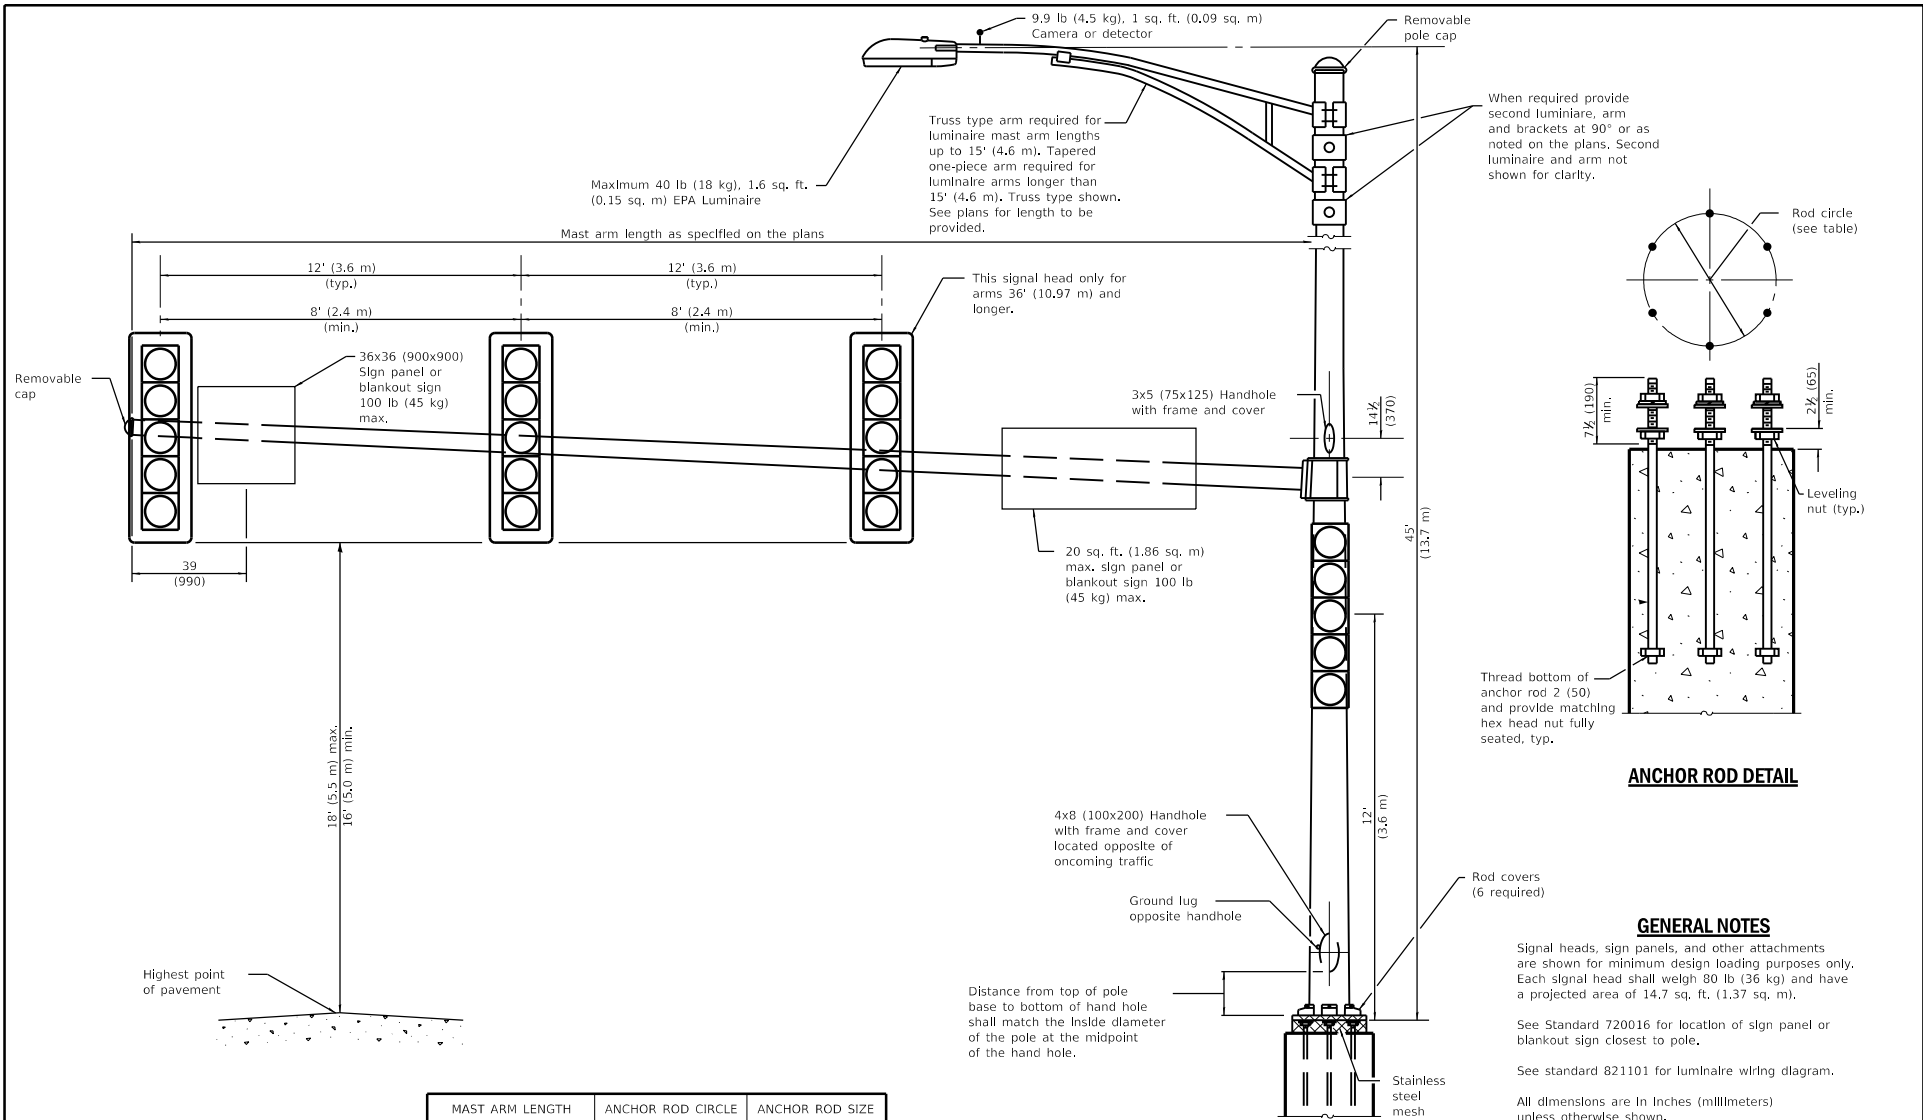 9.9 lb (4.5 kg), 1 sq. ft. (0.09 sq. m)
Camera or detector
Removable
pole cap
When required provide
second luminiare, arm
and brackets at 90° or as
noted on the plans. Second
luminaire and arm not
shown for clarity.
Truss type arm required for
luminaire mast arm lengths
up to 15' (4.6 m). Tapered
one-piece arm required for
luminaire arms longer than
15' (4.6 m). Truss type shown.
See plans for length to be
provided.
Maximum 40 lb (18 kg), 1.6 sq. ft.
(0.15 sq. m) EPA Luminaire
Mast arm length as specified on the plans
12' (3.6 m)
(typ.)
12' (3.6 m)
(typ.)
8' (2.4 m)
(min.)
8' (2.4 m)
(min.)
This signal head only for
arms 36' (10.97 m) and
longer.
Rod circle
(see table)
Removable
cap
36x36 (900x900)
Sign panel or
blankout sign
100 lb (45 kg)
max.
3x5 (75x125) Handhole
with frame and cover
14½
(370)
7½ (190)
min.
2½ (65)
min.
Leveling
nut (typ.)
39
(990)
20 sq. ft. (1.86 sq. m)
max. sign panel or
blankout sign 100 lb
(45 kg) max.
45'
(13.7 m)
Thread bottom of
anchor rod 2 (50)
and provide matching
hex head nut fully
seated, typ.
ANCHOR ROD DETAIL
18' (5.5 m) max.
16' (5.0 m) min.
12'
(3.6 m)
4x8 (100x200) Handhole
with frame and cover
located opposite of
oncoming traffic
Ground lug
opposite handhole
Rod covers
(6 required)
Highest point
of pavement
Distance from top of pole
base to bottom of hand hole
shall match the inside diameter
of the pole at the midpoint
of the hand hole.
Stainless
steel
mesh
GENERAL NOTES
Signal heads, sign panels, and other attachments
are shown for minimum design loading purposes only.
Each signal head shall weigh 80 lb (36 kg) and have
a projected area of 14.7 sq. ft. (1.37 sq. m).
See Standard 720016 for location of sign panel or
blankout sign closest to pole.
See standard 821101 for luminaire wiring diagram.
All dimensions are in inches (millimeters)
unless otherwise shown.
MAST ARM LENGTH ANCHOR ROD CIRCLE ANCHOR ROD SIZE